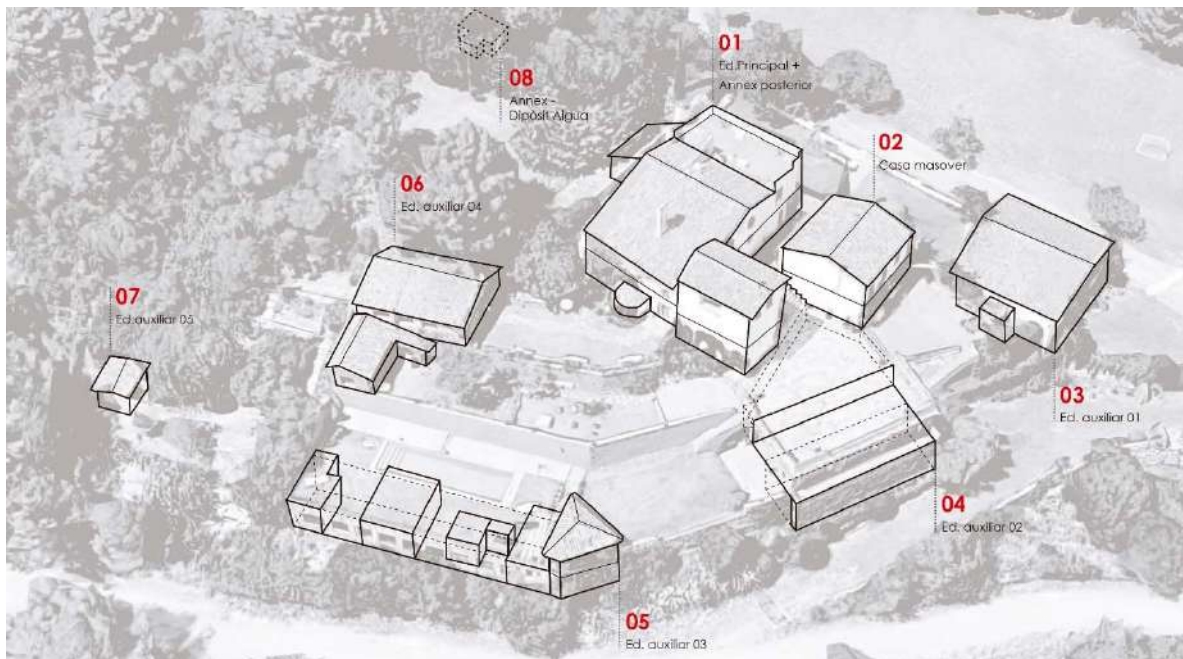 01
Ed.Principal +
Annex posterior
02
Casa masover
03
Ed. auxiliar 01
04
Ed. auxiliar 02
05
Ed. auxiliar 03
06
Ed. auxiliar 04
07
Ed.auxiliar 05
08
Annex -
Dipòsit Aigua